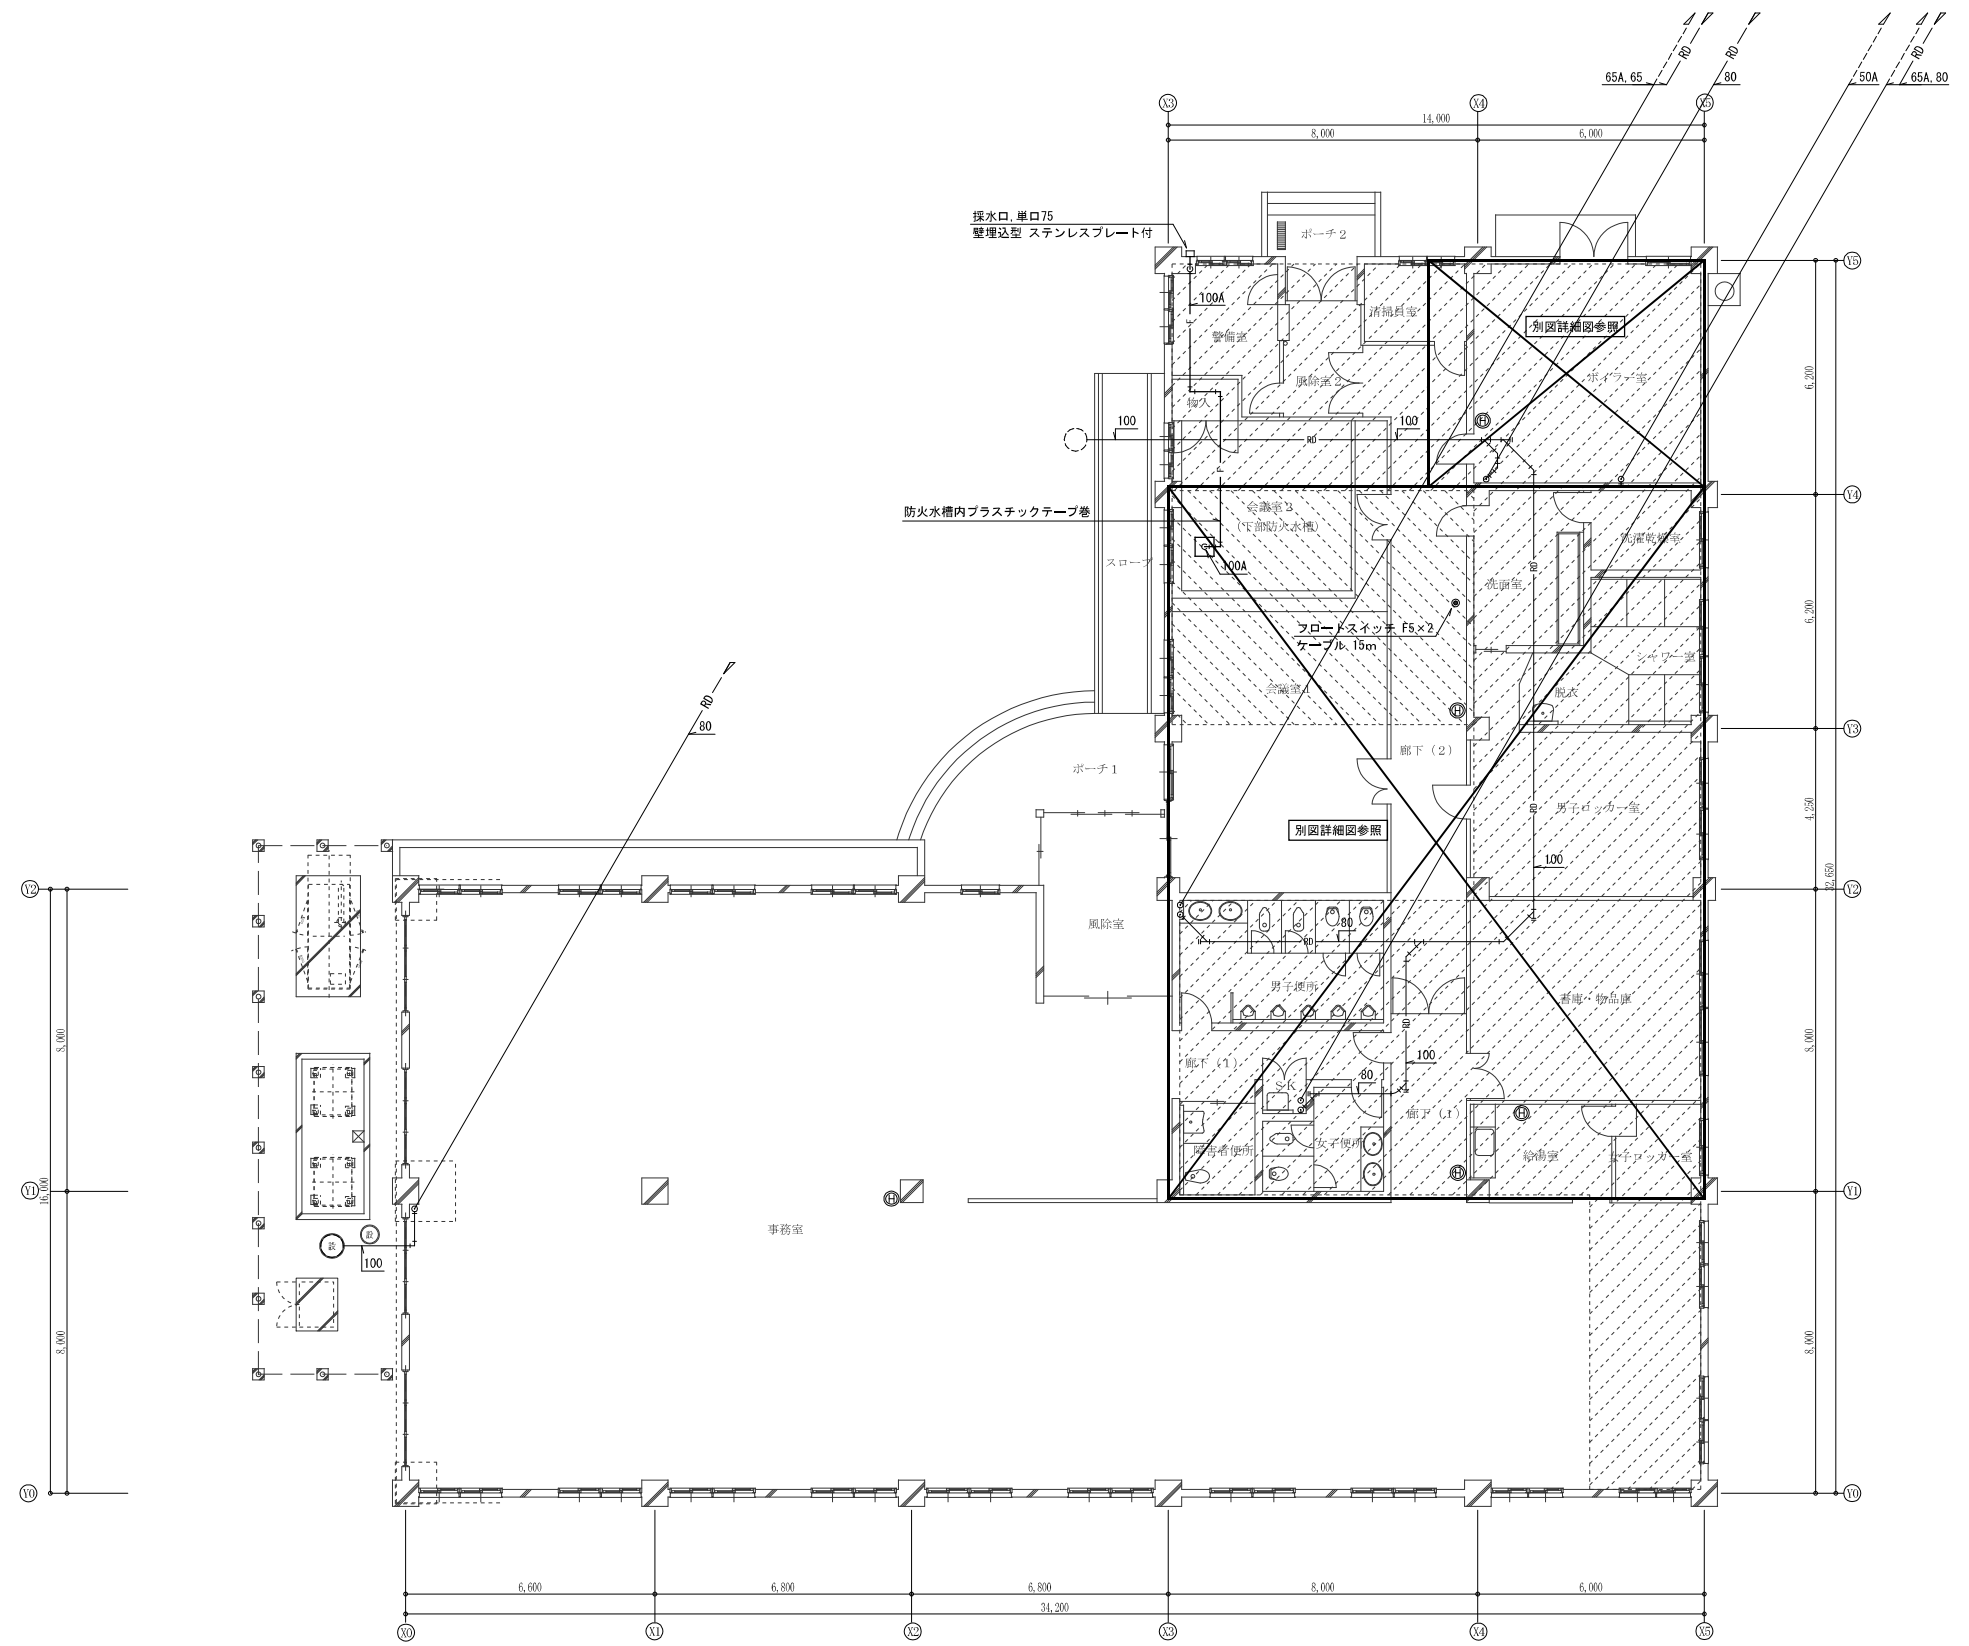 RD
RD
RD
65A, 65
80
50A
65A, 80
X3
X4
X5
14,000
8,000
6,000
採水口, 単口75
壁埋込型 ステンレスプレート付
ポーチ2
Y5
100A
清掃員室
別図詳細図参照
警備室
風除室2
ボイラー室
6,200
物入
100
RD
100
H
Y4
防火水槽内プラスチックテープ巻
会議室2
(下部防火水槽)
洗濯乾燥室
スロープ
100A
RD
洗面室
6,200
フロートスイッチ F5×2
ケーブル 15m
シャワー室
会議室1
脱衣
H
RD
80
Y3
廊下(2)
ポーチ1
RD
男子ロッカー室
4,250
別図詳細図参照
100
32,650
Y2
Y2
風除室
80
RD
男子便所
書庫・物品庫
8,000
RD
8,000
廊下(1)
100
SK
80
廊下(1)
H
障害者便所
女子便所
給湯室
女子ロッカー室
H
Y1
16,000
H
Y1
事務室
設
設
100
8,000
8,000
Y0
Y0
6,600
6,800
6,800
8,000
6,000
34,200
X0
X1
X2
X3
X4
X5